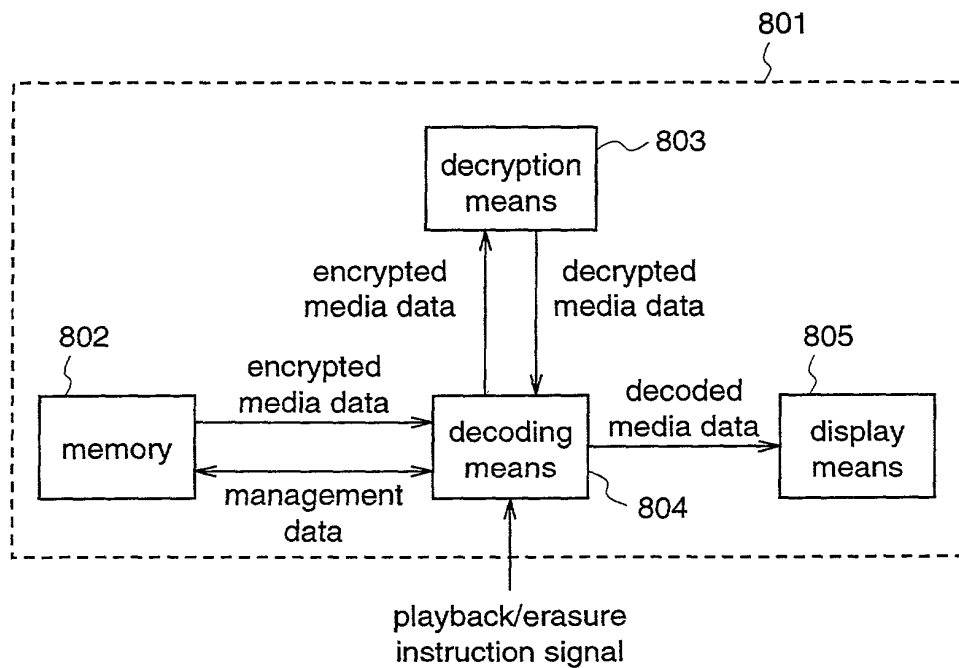 801
decryption
means
803
encrypted
media data
decrypted
media data
802
encrypted
media data
805
decoded
media data
memory
decoding
means
display
means
management
data
804
playback/erasure
instruction signal